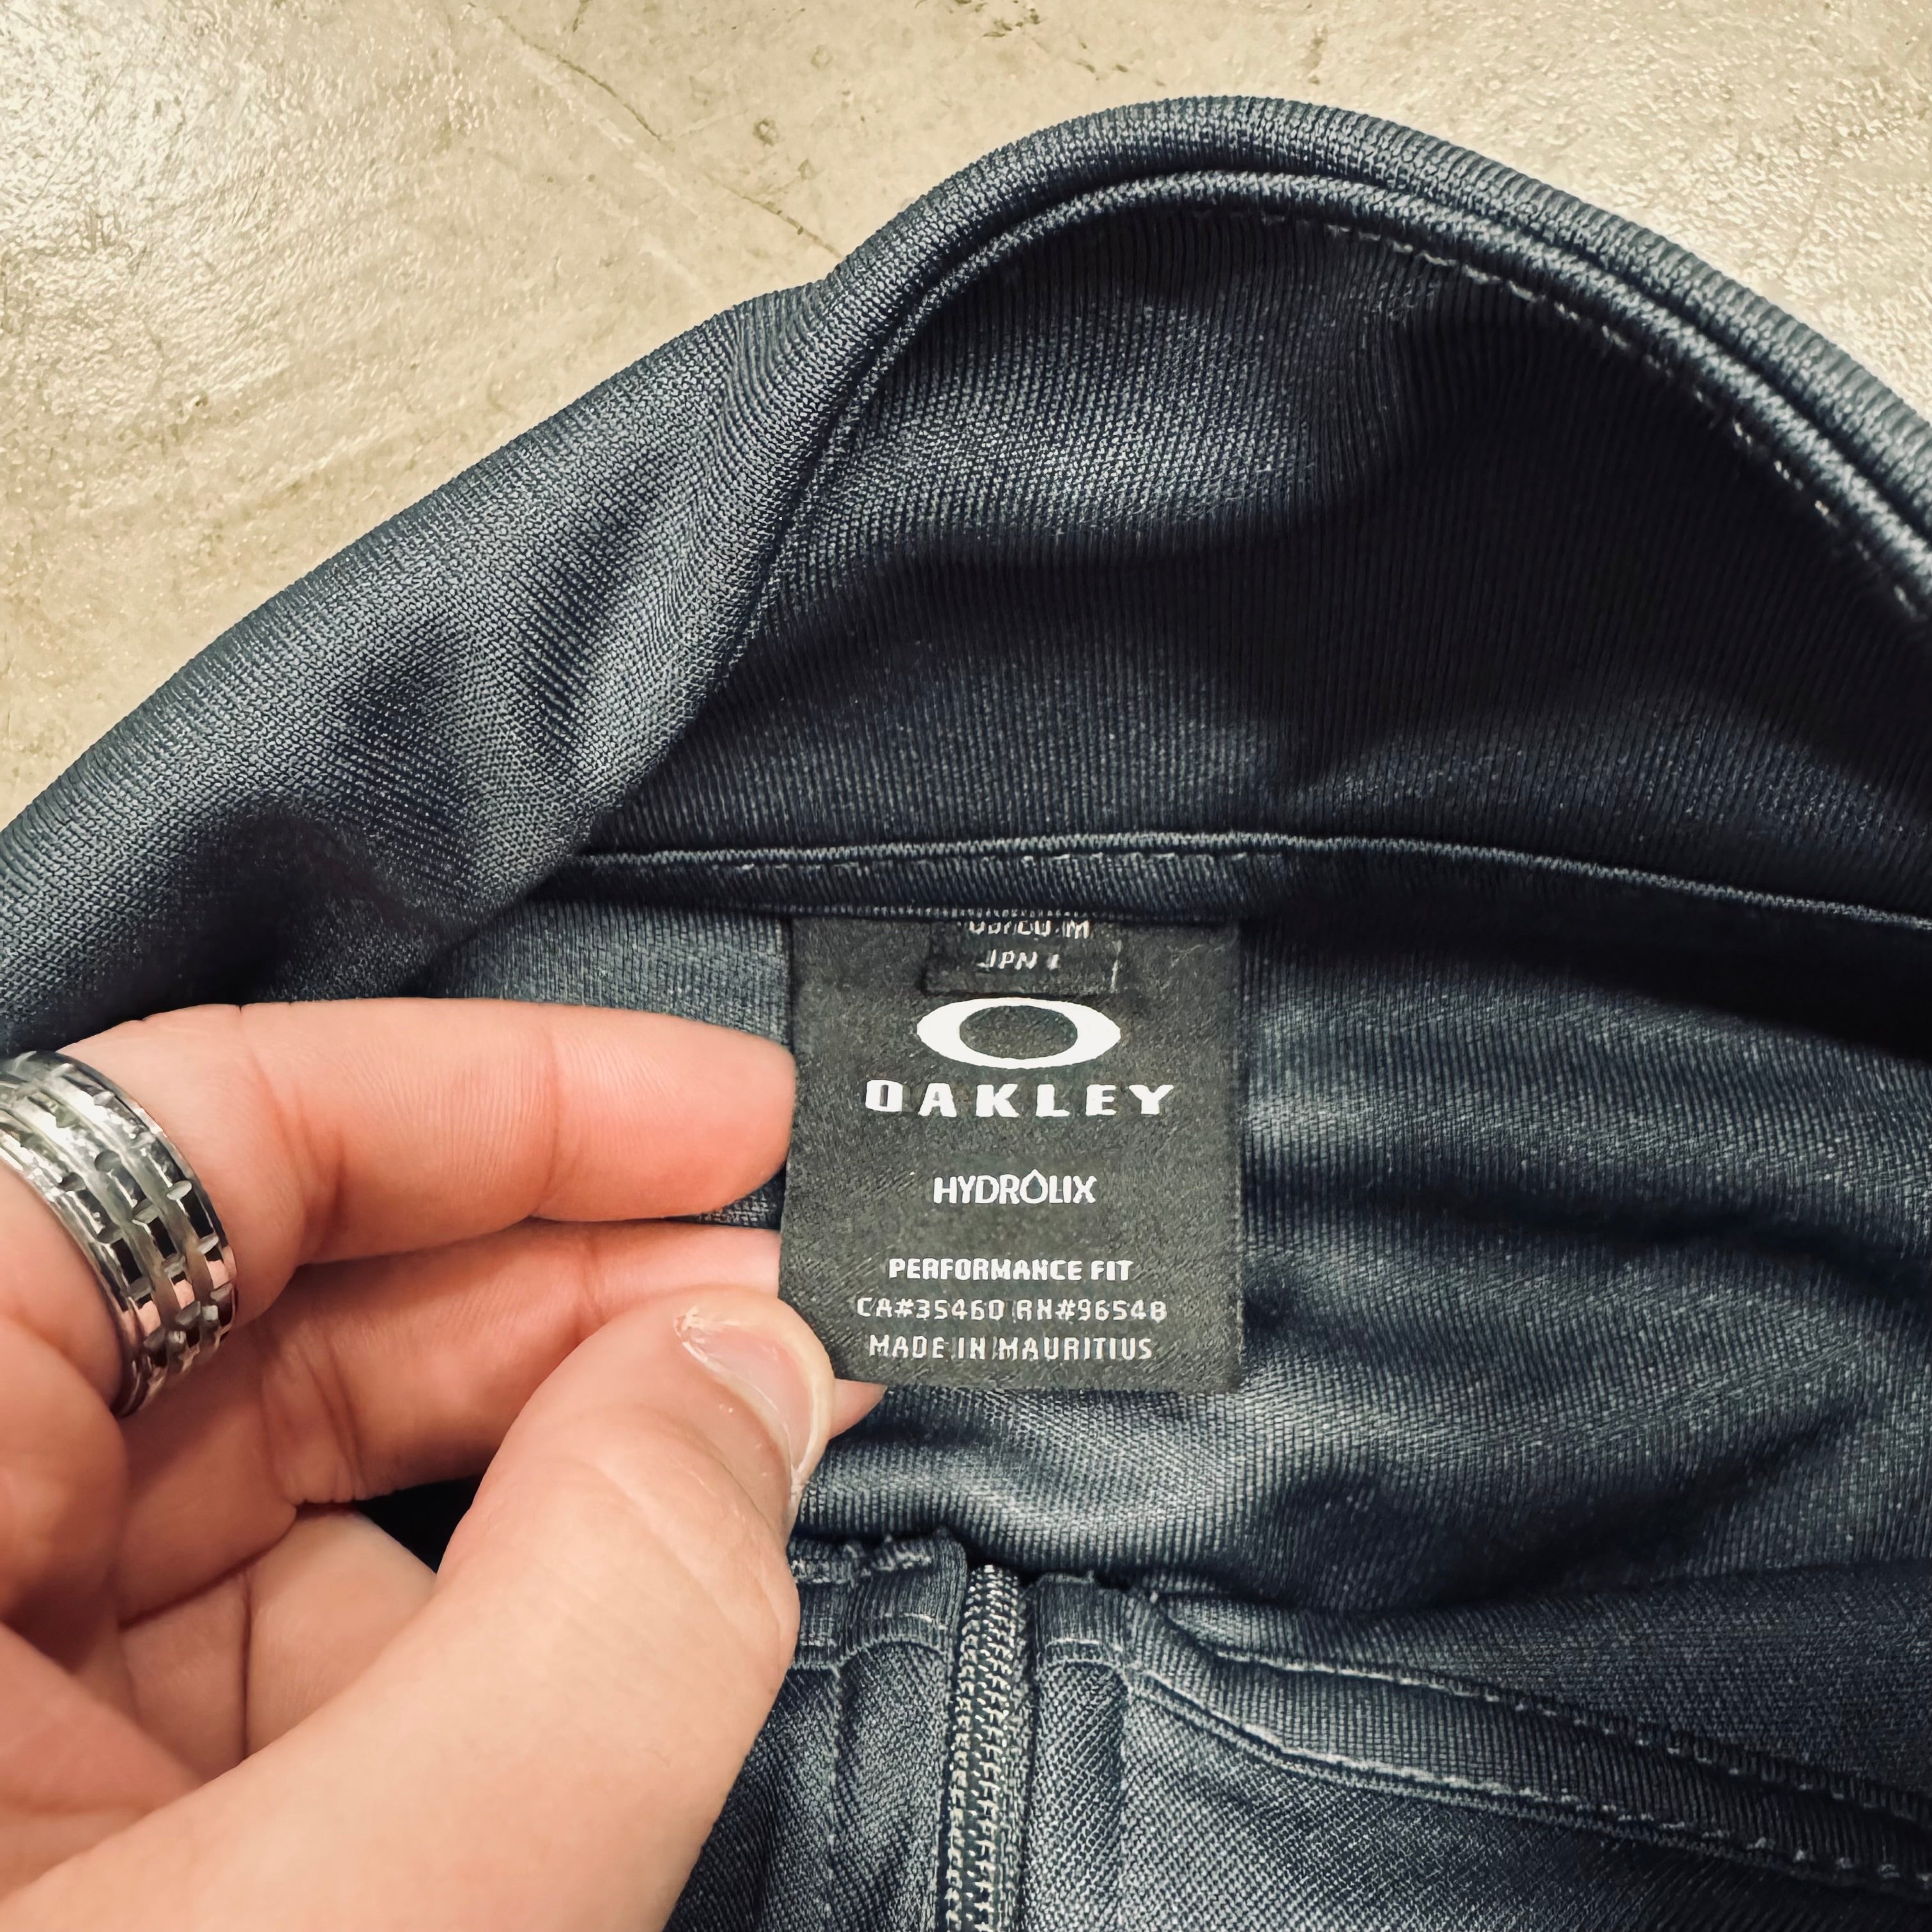 M
JPN
OAKLEY
HYDROLIX
PERFORMANCE FIT
CA#35460 RN#96548
MADE IN MAURITIUS